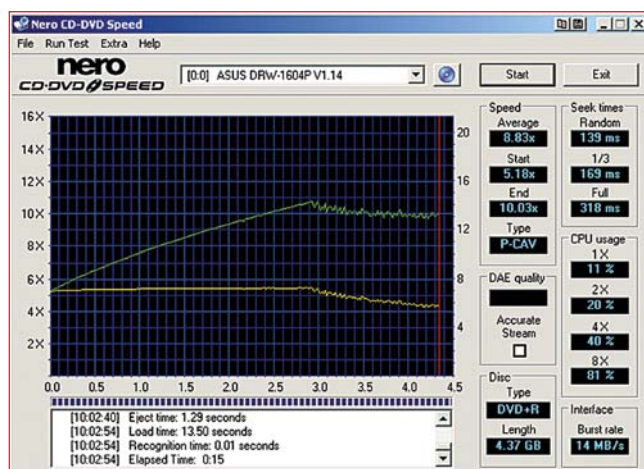 Nero CD-DVD Speed
File Run Test Extra Help
nero
CD-DVD SPEED
[0:0] ASUS DRW-1604P V1.14
Start
Exit
16X
14X
12X
10X
8X
6X
4X
2X
20
16
12
8
4
0.0 0.5 1.0 1.5 2.0 2.5 3.0 3.5 4.0 4.5
Speed
Average
8.83x
Start
5.18x
End
10.03x
Type
P-CAV
Seek times
Random
139 ms
1/3
169 ms
Full
318 ms
CPU usage
1X
11 %
2X
20 %
4X
40 %
8X
81 %
DAE quality
Accurate
Stream
Disc
Type
DVD+R
Length
4.37 GB
Interface
Burst rate
14 MB/s
[10:02:40] Eject time: 1.29 seconds
[10:02:54] Load time: 13.50 seconds
[10:02:54] Recognition time: 0.01 seconds
[10:02:54] Elapsed Time: 0:15